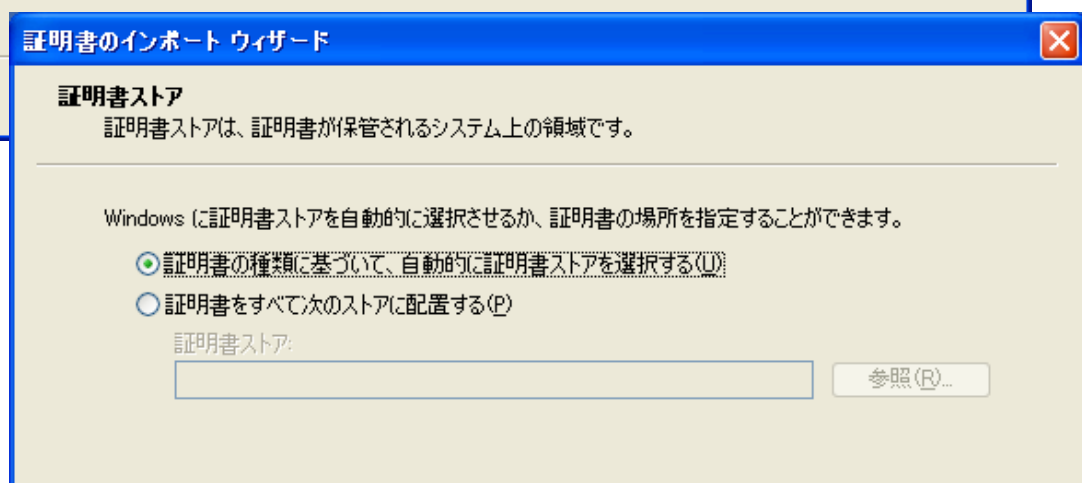 証明書のインポート ウィザード
証明書ストア
証明書ストアは、証明書が保管されるシステム上の領域です。
Windows に証明書ストアを自動的に選択させるか、証明書の場所を指定することができます。
証明書の種類に基づいて、自動的に証明書ストアを選択する(U)
証明書をすべて次のストアに配置する(P)
証明書ストア:
参照(R)...